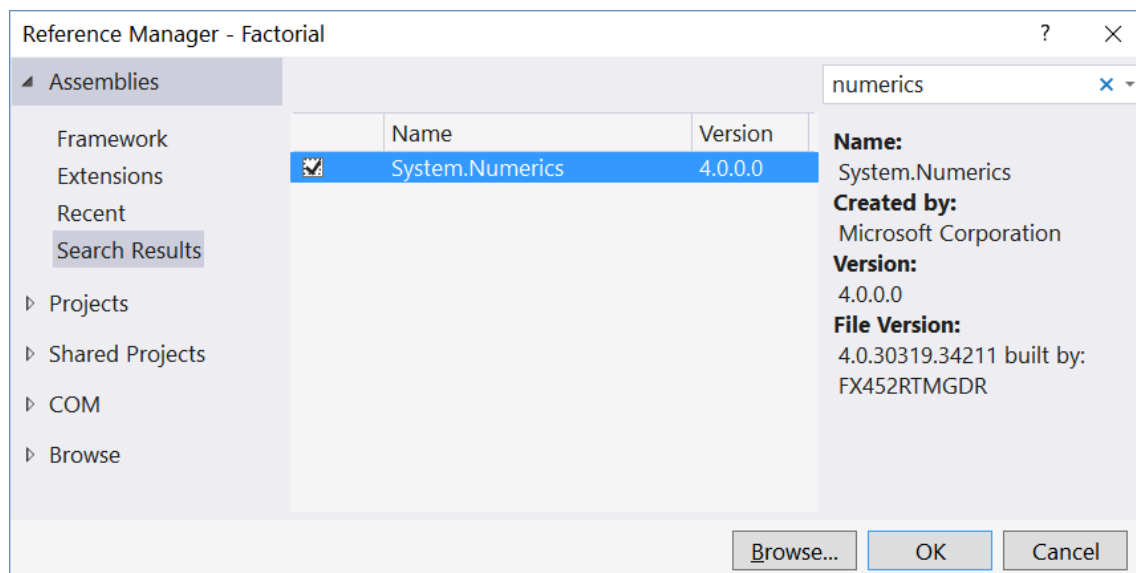 Reference Manager - Factorial
?
Assemblies
Framework
Extensions
Recent
Search Results
Projects
Shared Projects
COM
Browse
Name Version
System.Numerics 4.0.0.0
numerics
Name:
System.Numerics
Created by:
Microsoft Corporation
Version:
4.0.0.0
File Version:
4.0.30319.34211 built by:
FX452RTMGDR
Browse... OK Cancel